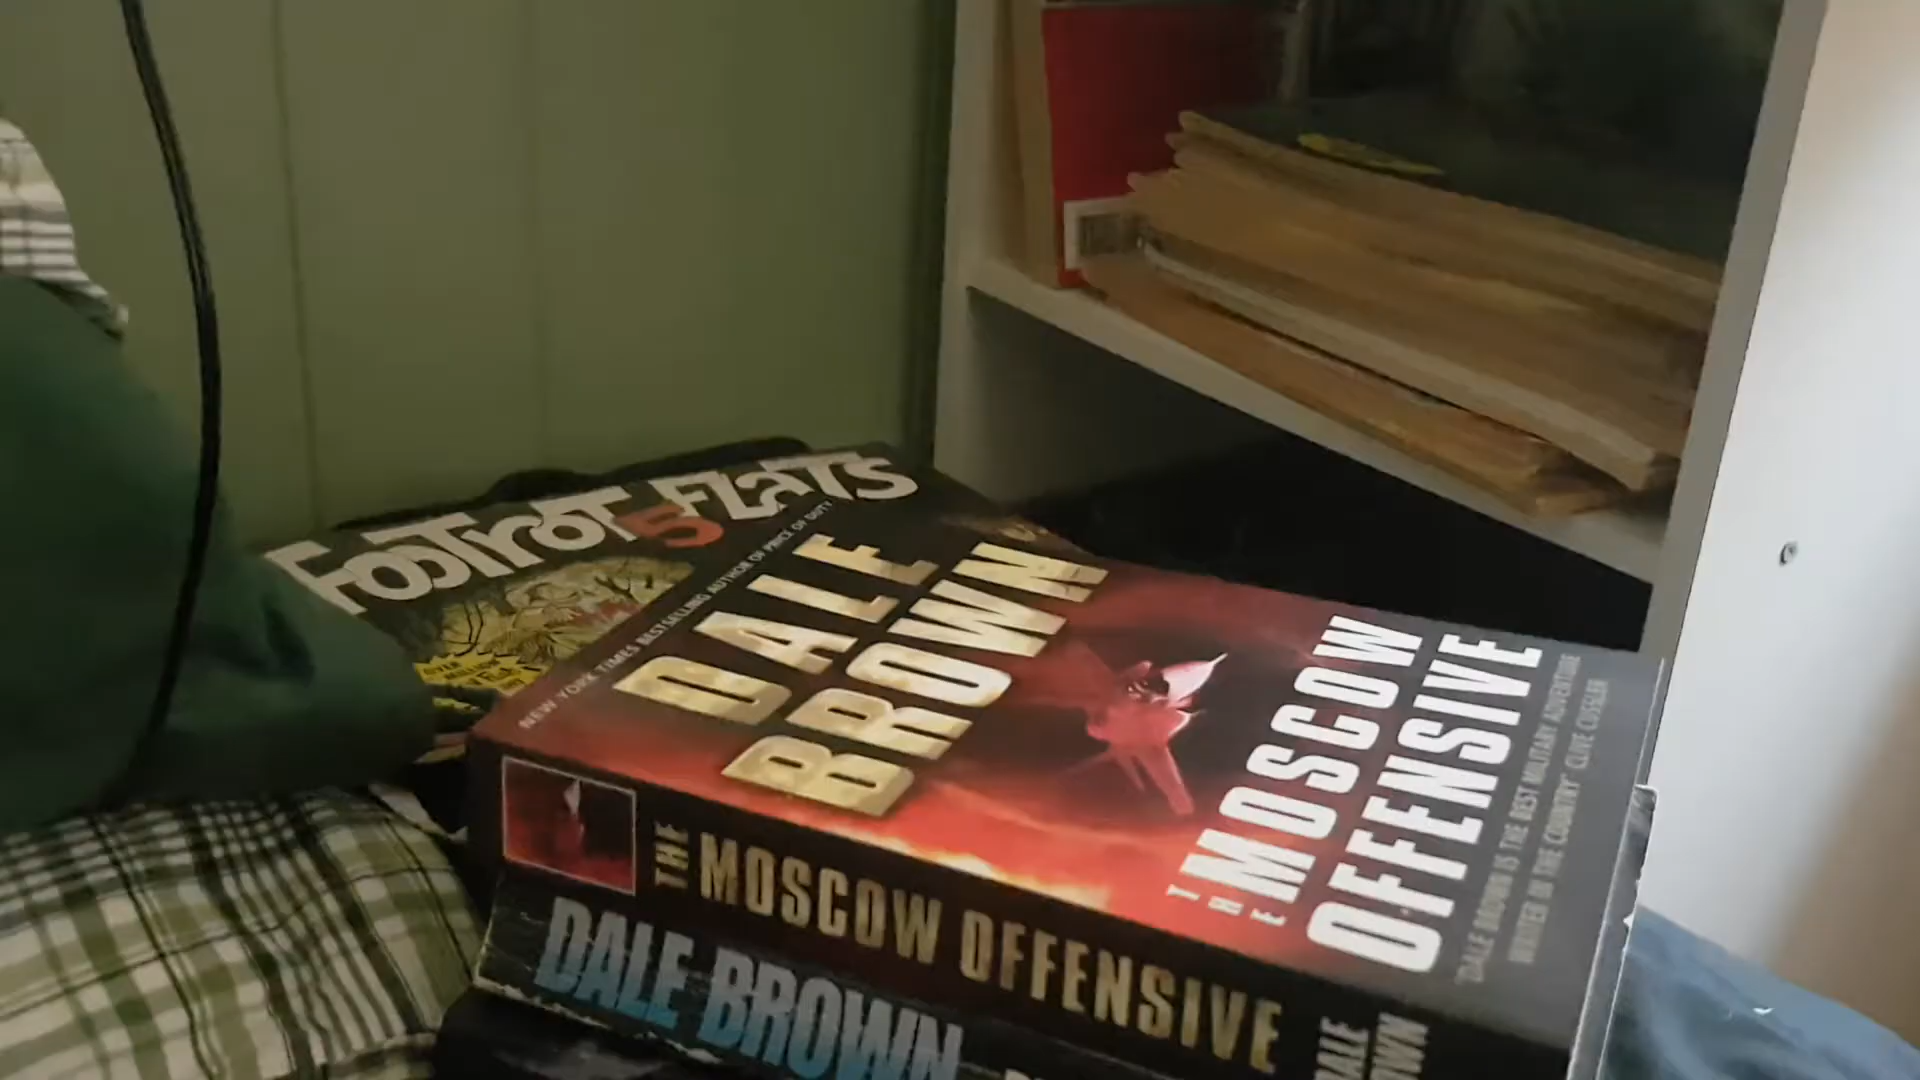 FOOTROT FLATS
5
OVER
NEW YORK TIMES BESTSELLING AUTHOR OF PRICE OF DUTY
DALE
BROWN
THE
MOSCOW
OFFENSIVE
"DALE BROWN IS THE BEST MILITARY ADVENTURE
WRITER IN THE COUNTRY" CLIVE CUSSLER
THE MOSCOW OFFENSIVE
DALE
BROWN
DALE BROWN